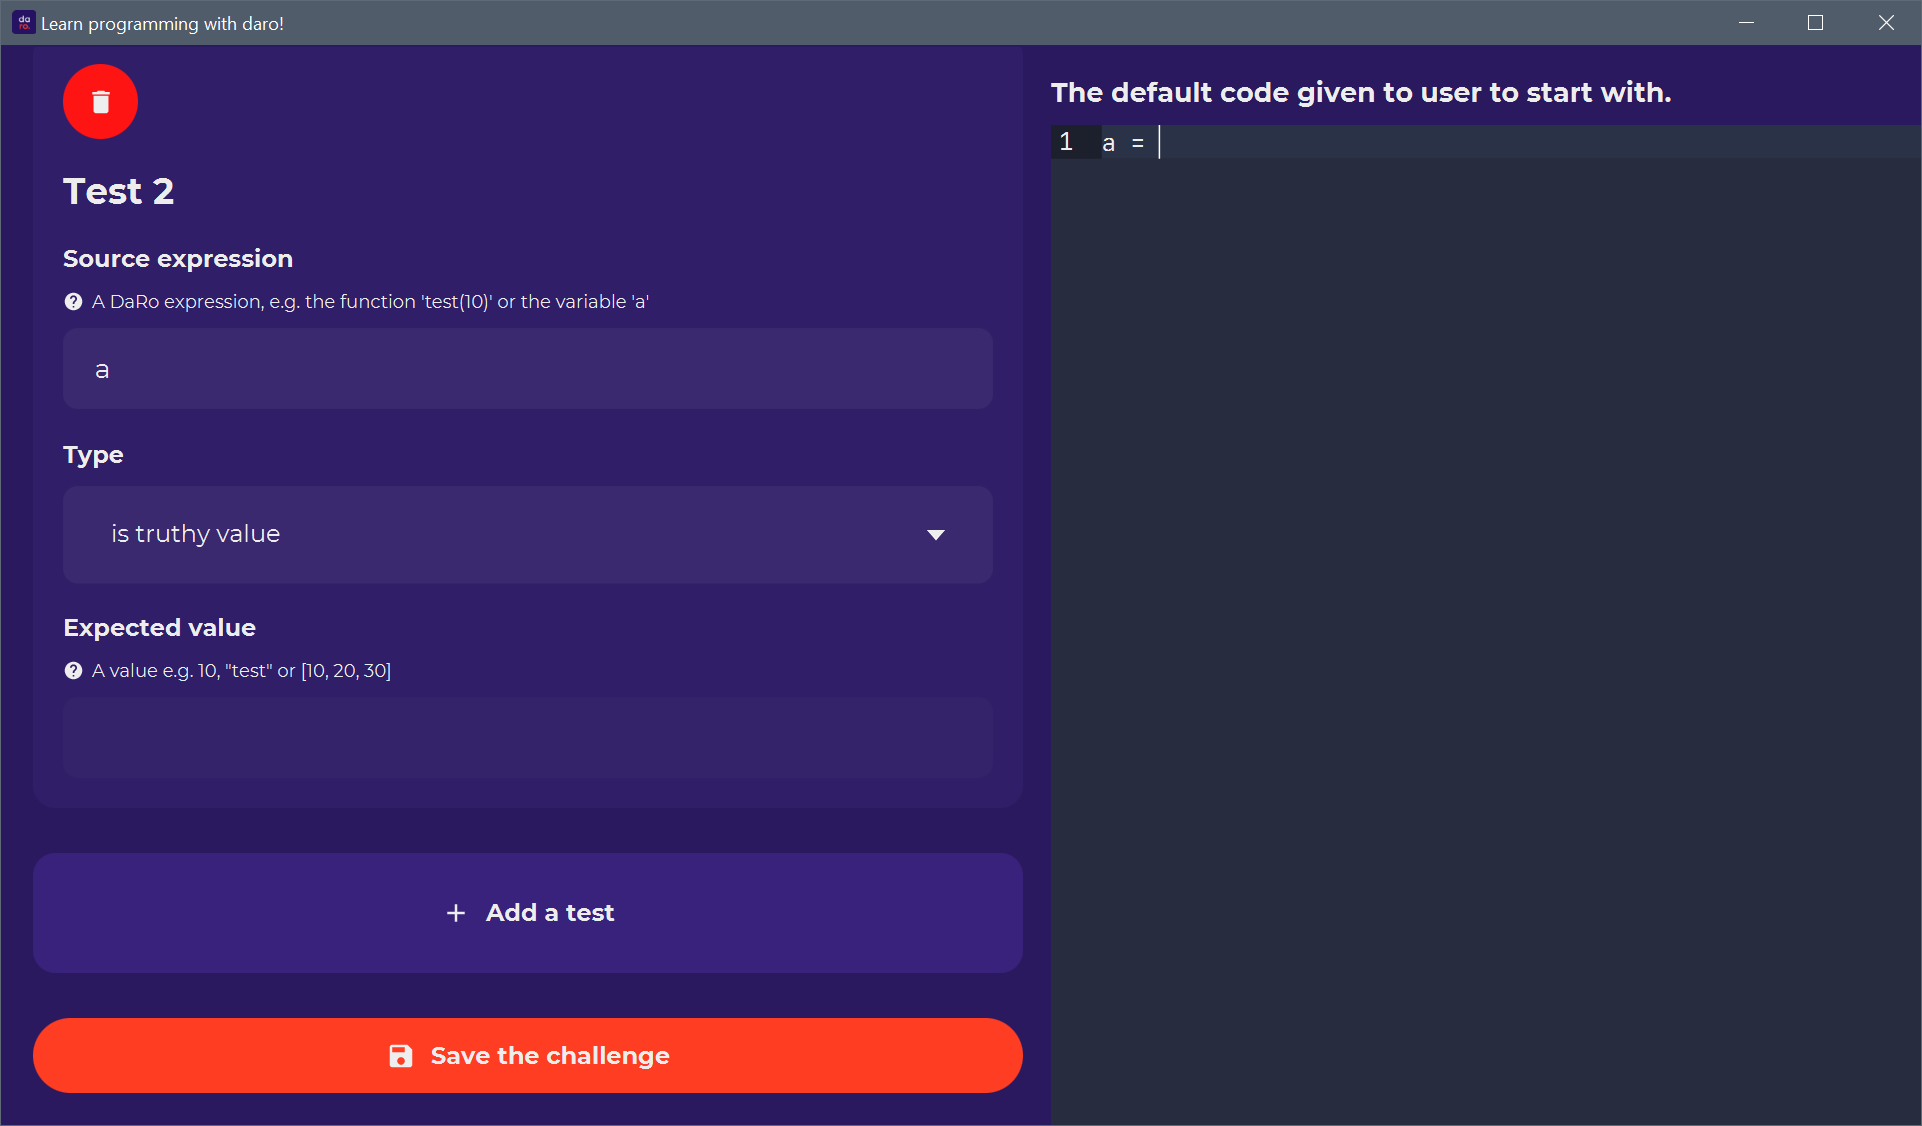 da
ro.
Learn programming with daro!
Test 2
Source expression
A DaRo expression, e.g. the function 'test(10)' or the variable 'a'
a
Type
is truthy value
Expected value
A value e.g. 10, "test" or [10, 20, 30]
+ Add a test
Save the challenge
The default code given to user to start with.
1 a =